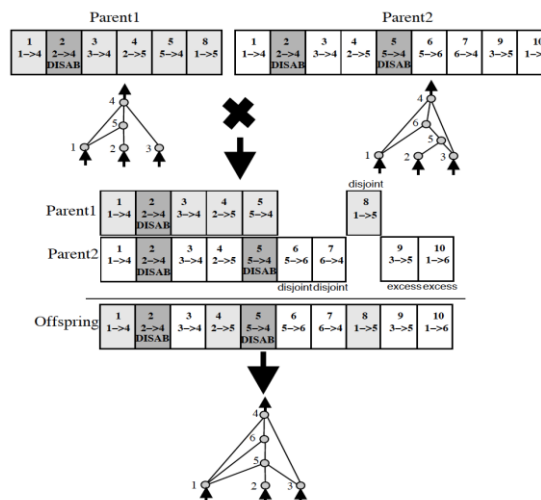 Parent1 Parent2
1 2 3 4 5 8 1 2 3 4 5 6 7 9 10
1->4 2->4 3->4 2->5 5->4 1->5 1->4 2->4 3->4 2->5 5->4 5->6 6->4 3->5 1->
DISAB DISAB DISAB
4 4
5 6
5
1 2 3 1 2 3
disjoint
1 2 3 4 5 8
Parent1 1->4 2->4 3->4 2->5 5->4 1->5
DISAB
1 2 3 4 5 6 7 9 10
Parent2 1->4 2->4 3->4 2->5 5->4 5->6 6->4 3->5 1->6
DISAB DISAB
disjoint disjoint excess excess
1 2 3 4 5 6 7 8 9 10
Offspring 1->4 2->4 3->4 2->5 5->4 5->6 6->4 1->5 3->5 1->6
DISAB DISAB
4
6
5
1 2 3